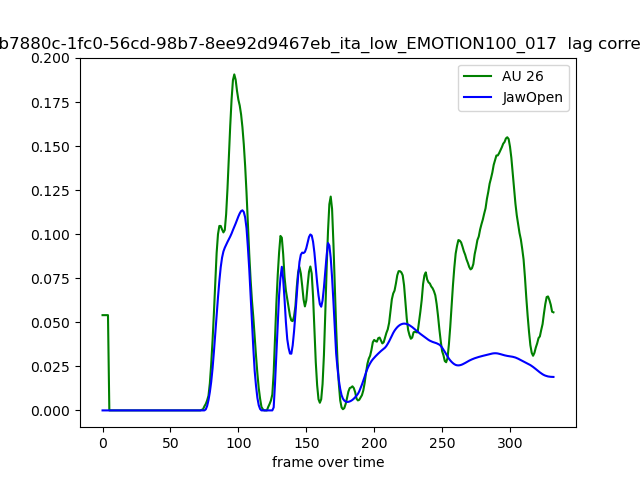 b7880c-1fc0-56cd-98b7-8ee92d9467eb_ita_low_EMOTION100_017 lag corre
AU 26
JawOpen
0.200
0.175
0.150
0.125
0.100
0.075
0.050
0.025
0.000
0 50 100 150 200 250 300
frame over time